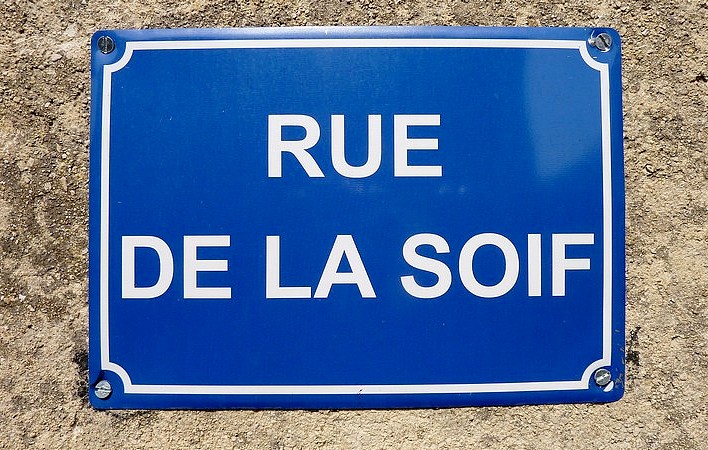 RUE
DE LA SOIF